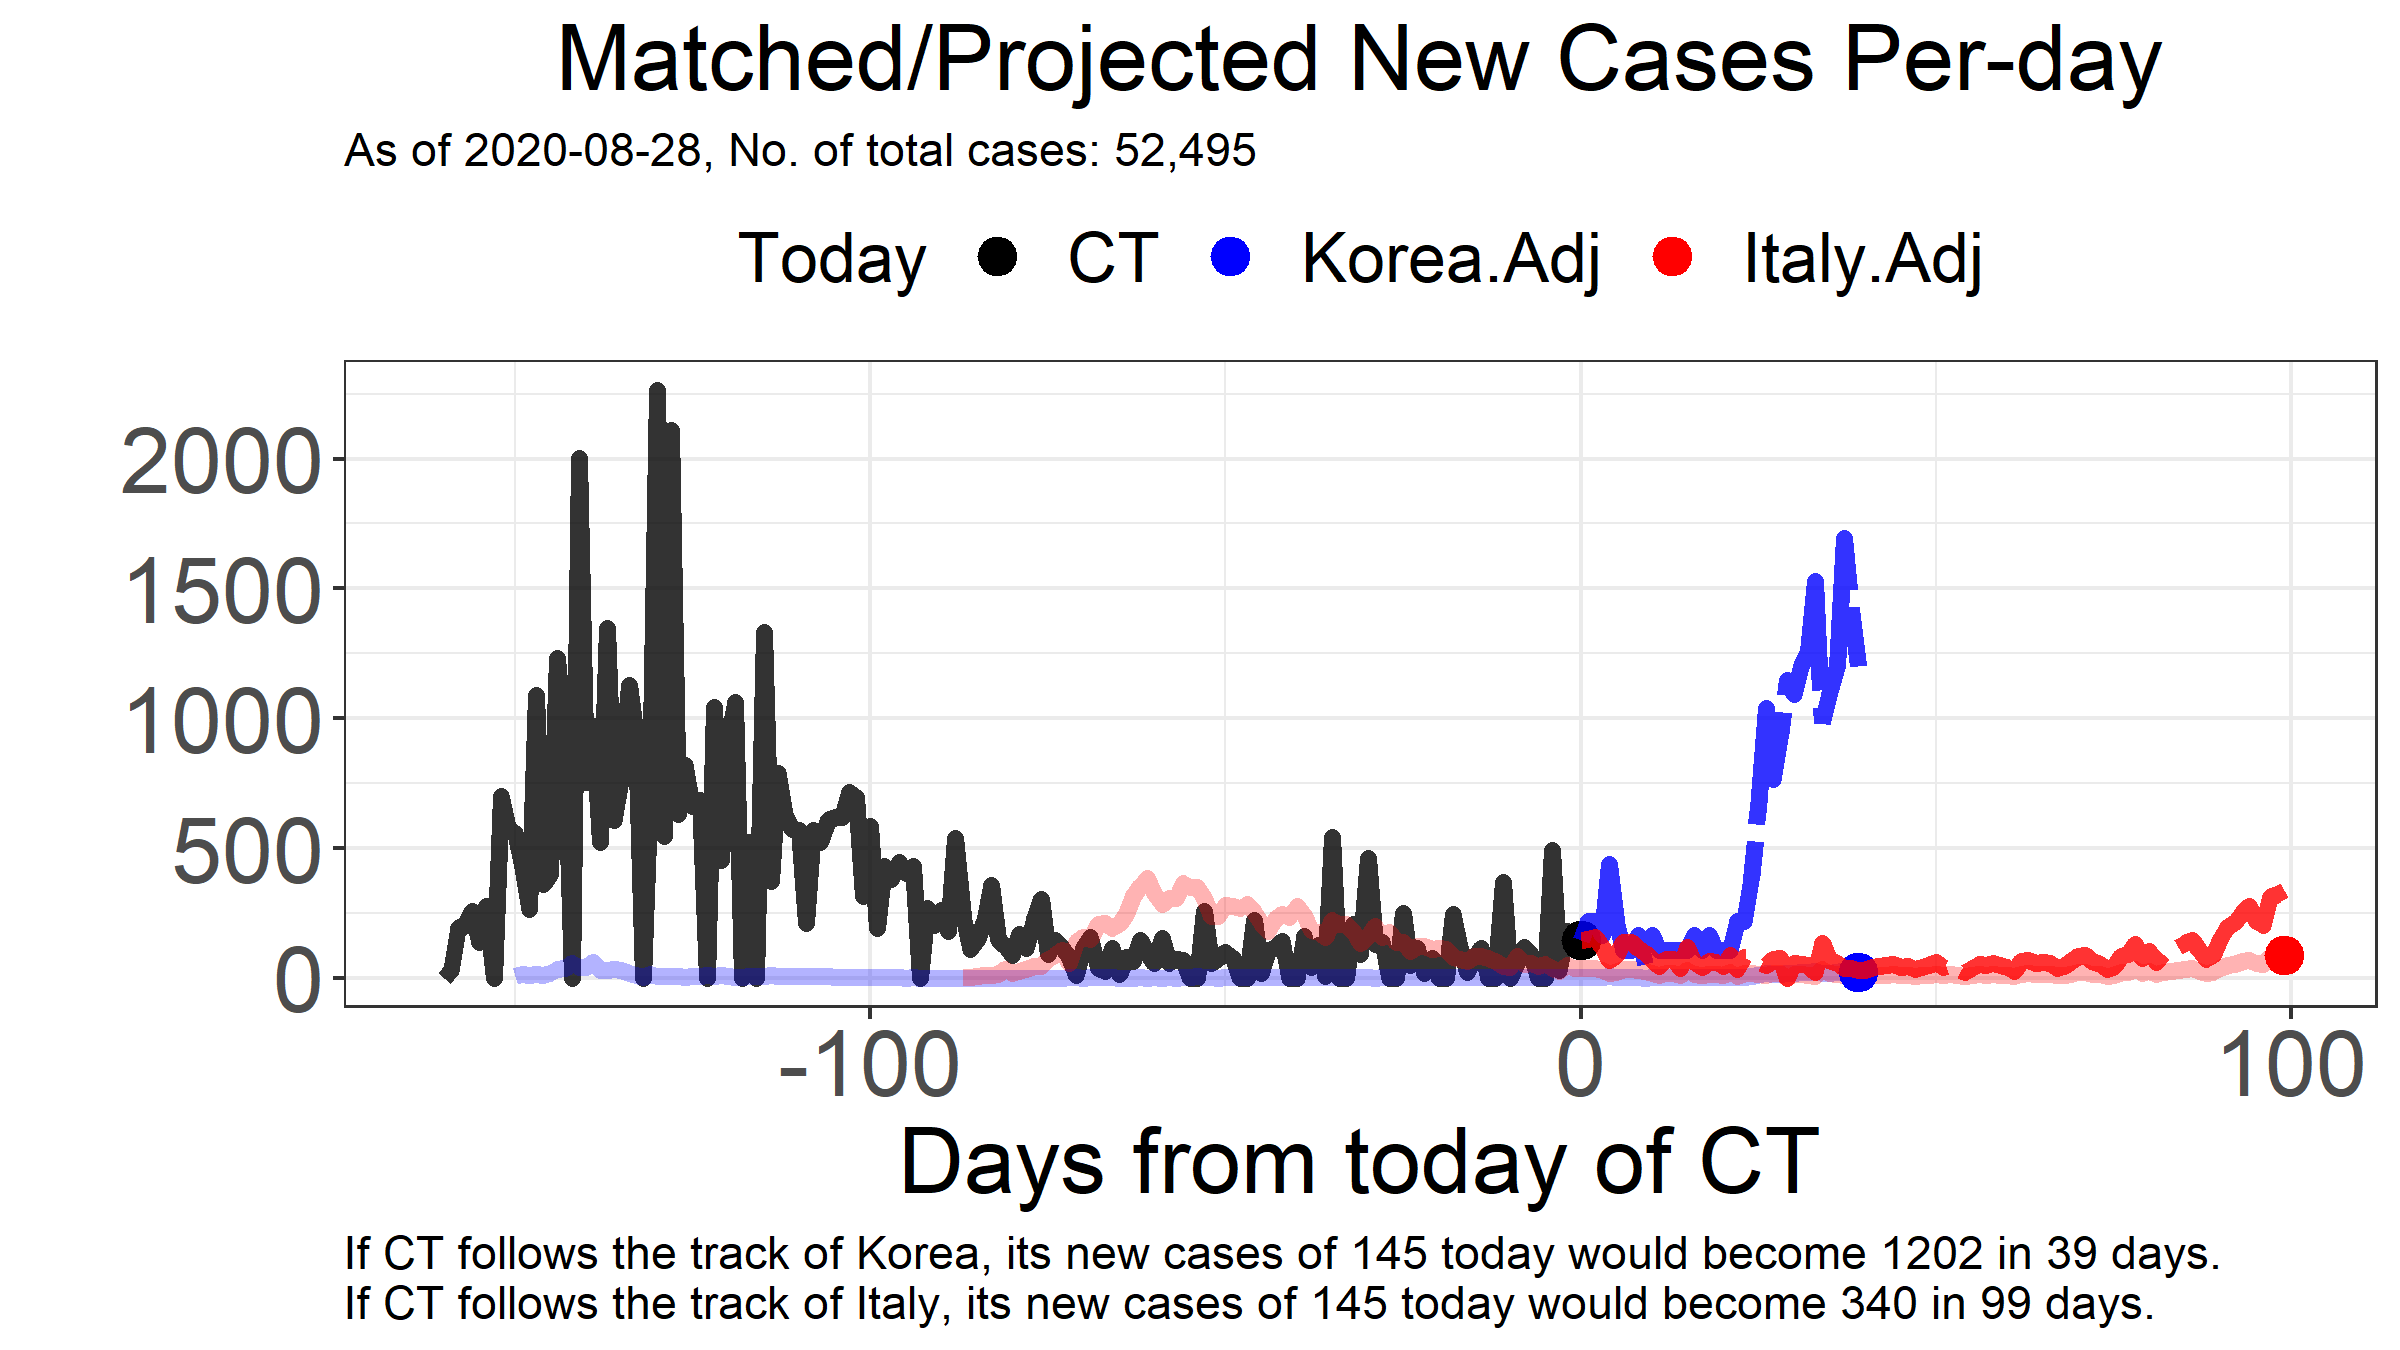 Matched/Projected New Cases Per-day
As of 2020-08-28, No. of total cases: 52,495
Today CT Korea.Adj Italy.Adj
2000
1500
1000
500
0
-100 0 100
Days from today of CT
If CT follows the track of Korea, its new cases of 145 today would become 1202 in 39 days.
If CT follows the track of Italy, its new cases of 145 today would become 340 in 99 days.